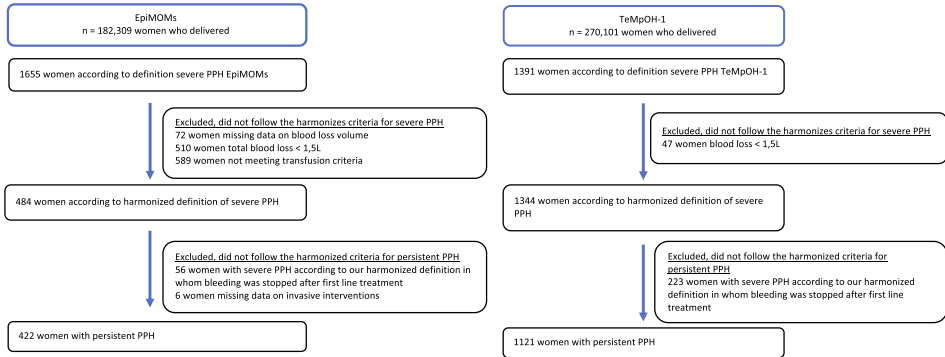 EpiMOMs
n = 182,309 women who delivered
1655 women according to definition severe PPH EpiMOMs
Excluded, did not follow the harmonizes criteria for severe PPH
72 women missing data on blood loss volume
510 women total blood loss < 1,5L
589 women not meeting transfusion criteria
484 women according to harmonized definition of severe PPH
Excluded, did not follow the harmonized criteria for persistent PPH
56 women with severe PPH according to our harmonized definition in
whom bleeding was stopped after first line treatment
6 women missing data on invasive interventions
422 women with persistent PPH
TeMpOH-1
n = 270,101 women who delivered
1391 women according to definition severe PPH TeMpOH-1
Excluded, did not follow the harmonizes criteria for severe PPH
47 women blood loss < 1,5L
1344 women according to harmonized definition of severe
PPH
Excluded, did not follow the harmonized criteria for
persistent PPH
223 women with severe PPH according to our harmonized
definition in whom bleeding was stopped after first line
treatment
1121 women with persistent PPH